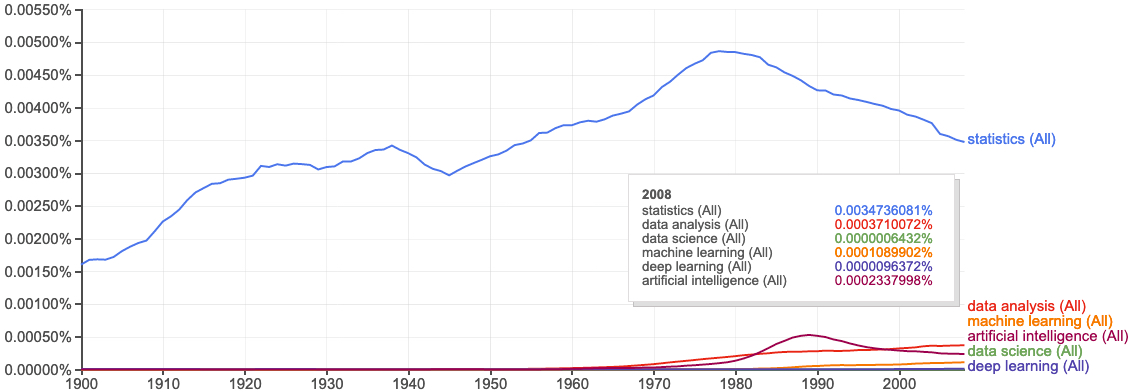 0.00550%
0.00500%
0.00450%
0.00400%
0.00350%
statistics (All)
0.00300%
0.00250%
0.00200%
0.00150%
0.00100%
0.00050%
0.00000%
2008
statistics (All) 0.0034736081%
data analysis (All) 0.0003710072%
data science (All) 0.0000006432%
machine learning (All) 0.0001089902%
deep learning (All) 0.0000096372%
artificial intelligence (All) 0.0002337998%
data analysis (All)
machine learning (All)
artificial intelligence (All)
data science (All)
deep learning (All)
1900 1910 1920 1930 1940 1950 1960 1970 1980 1990 2000